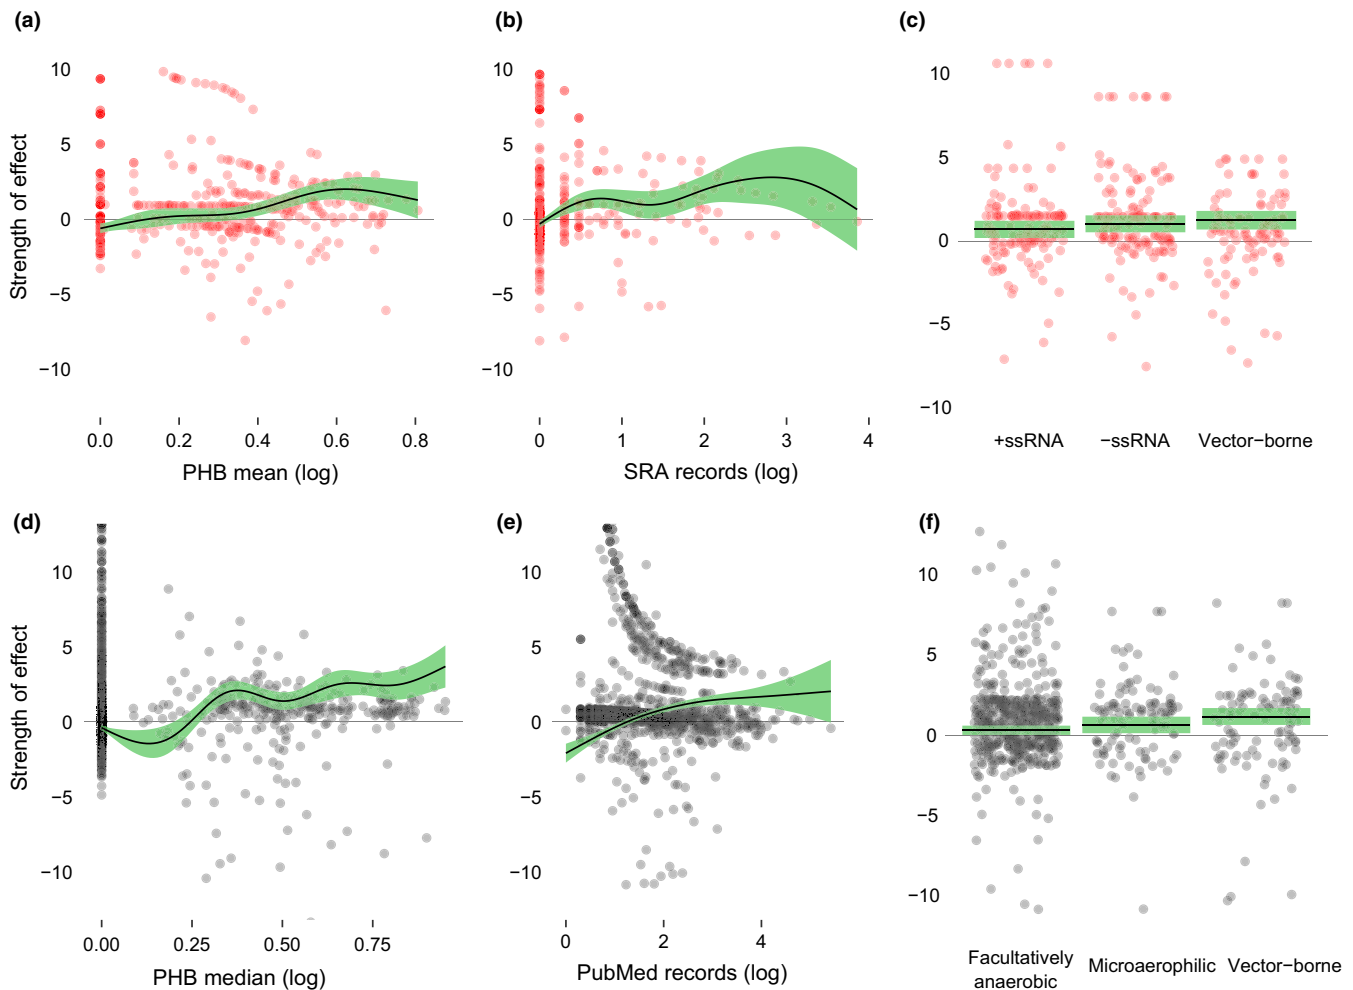 (a)
(b)
(c)
Strength of effect
10
5
0
−5
−10
0.0
0.2
0.4
0.6
0.8
PHB mean (log)
10
5
0
−5
−10
0
1
2
3
4
SRA records (log)
10
5
0
−5
−10
+ssRNA
−ssRNA
Vector−borne
(d)
(e)
(f)
Strength of effect
10
5
0
−5
−10
0.00
0.25
0.50
0.75
PHB median (log)
10
5
0
−5
−10
0
2
4
PubMed records (log)
10
5
0
−5
−10
Facultatively
anaerobic
Microaerophilic
Vector−borne